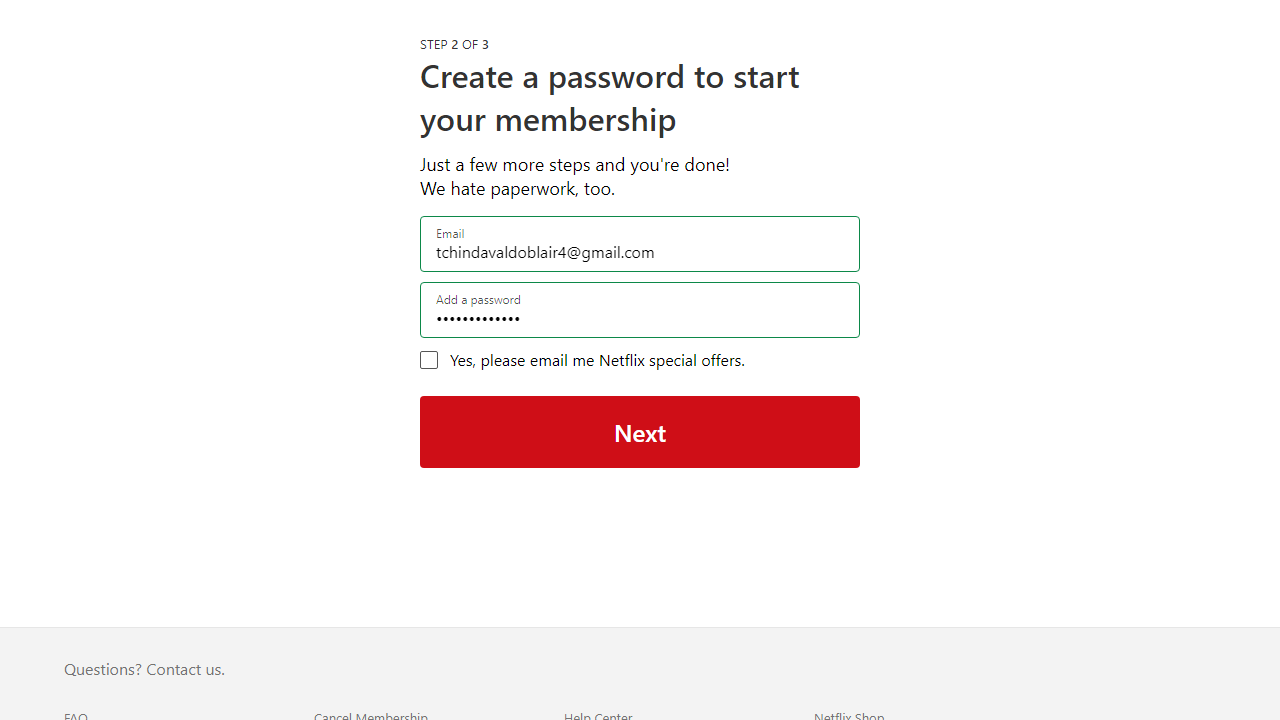 STEP 2 OF 3
Create a password to start
your membership
Just a few more steps and you're done!
We hate paperwork, too.
Email
tchindavaldoblair4@gmail.com
Add a password
•••••••••••••
Yes, please email me Netflix special offers.
Next
Questions? Contact us.
FAQ
Cancel Membership
Help Center
Netflix Shop